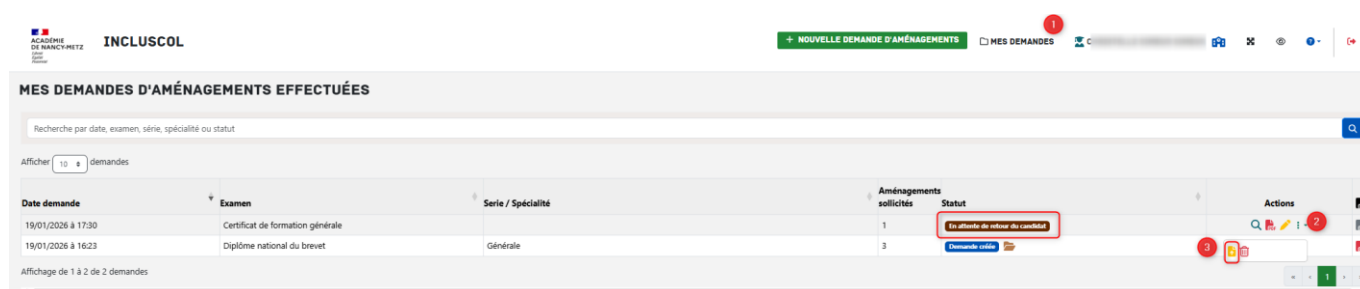 1
ACADÉMIE
DE NANCY-METZ
Liberté
Égalité
Fraternité
INCLUSCOL
+ NOUVELLE DEMANDE D'AMÉNAGEMENTS
MES DEMANDES
C
MES DEMANDES D'AMÉNAGEMENTS EFFECTUÉES
Recherche par date, examen, série, spécialité ou statut
Afficher 10 demandes
Date demande Examen Serie / Spécialité Aménagements sollicités Statut Actions
19/01/2026 à 17:30 Certificat de formation générale 1 En attente de retour du candidat 2
19/01/2026 à 16:23 Diplôme national du brevet Générale 3 Demande créée 3
Affichage de 1 à 2 de 2 demandes
« ‹ 1 ›